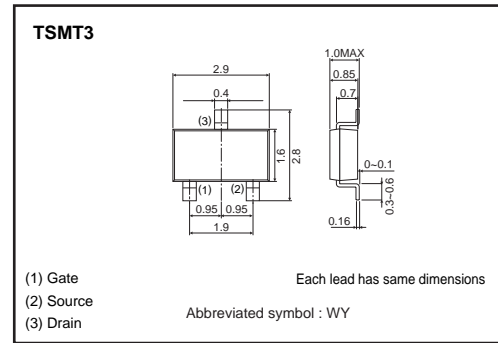 TSMT3
1.0MAX
2.9
0.85
0.4
0.7
(3)
1.6
2.8
(1)
(2)
0~0.1
0.3~0.6
0.95
0.95
0.16
1.9
(1) Gate
Each lead has same dimensions
(2) Source
Abbreviated symbol : WY
(3) Drain